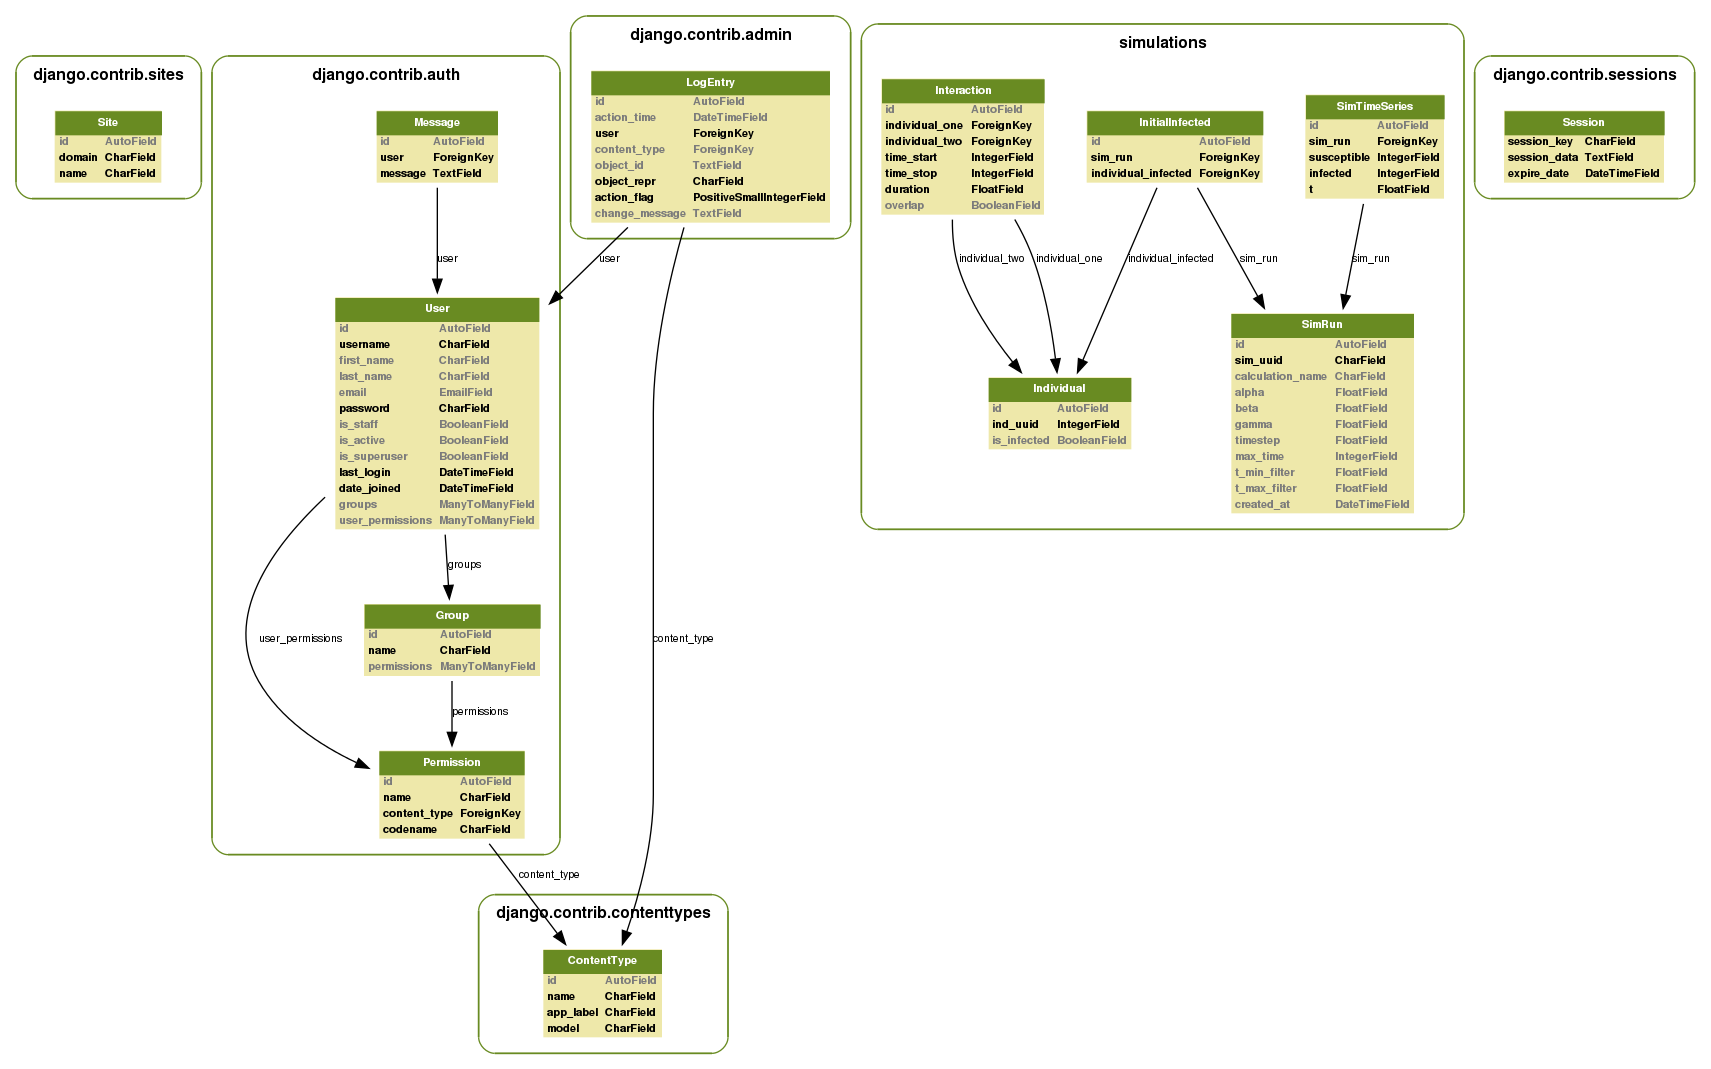 django.contrib.sites
Site
id AutoField
domain CharField
name CharField
django.contrib.auth
Message
id AutoField
user ForeignKey
message TextField
user
User
id AutoField
username CharField
first_name CharField
last_name CharField
email EmailField
password CharField
is_staff BooleanField
is_active BooleanField
is_superuser BooleanField
last_login DateTimeField
date_joined DateTimeField
groups ManyToManyField
user_permissions ManyToManyField
groups
user_permissions
Group
id AutoField
name CharField
permissions ManyToManyField
permissions
Permission
id AutoField
name CharField
content_type ForeignKey
codename CharField
content_type
django.contrib.admin
LogEntry
id AutoField
action_time DateTimeField
user ForeignKey
content_type ForeignKey
object_id TextField
object_repr CharField
action_flag PositiveSmallIntegerField
change_message TextField
user
content_type
django.contrib.contenttypes
ContentType
id AutoField
name CharField
app_label CharField
model CharField
simulations
Interaction
id AutoField
individual_one ForeignKey
individual_two ForeignKey
time_start IntegerField
time_stop IntegerField
duration FloatField
overlap BooleanField
InitialInfected
id AutoField
sim_run ForeignKey
individual_infected ForeignKey
SimTimeSeries
id AutoField
sim_run ForeignKey
susceptible IntegerField
infected IntegerField
t FloatField
individual_two
individual_one
individual_infected
sim_run
sim_run
Individual
id AutoField
ind_uuid IntegerField
is_infected BooleanField
SimRun
id AutoField
sim_uuid CharField
calculation_name CharField
alpha FloatField
beta FloatField
gamma FloatField
timestep FloatField
max_time IntegerField
t_min_filter FloatField
t_max_filter FloatField
created_at DateTimeField
django.contrib.sessions
Session
session_key CharField
session_data TextField
expire_date DateTimeField